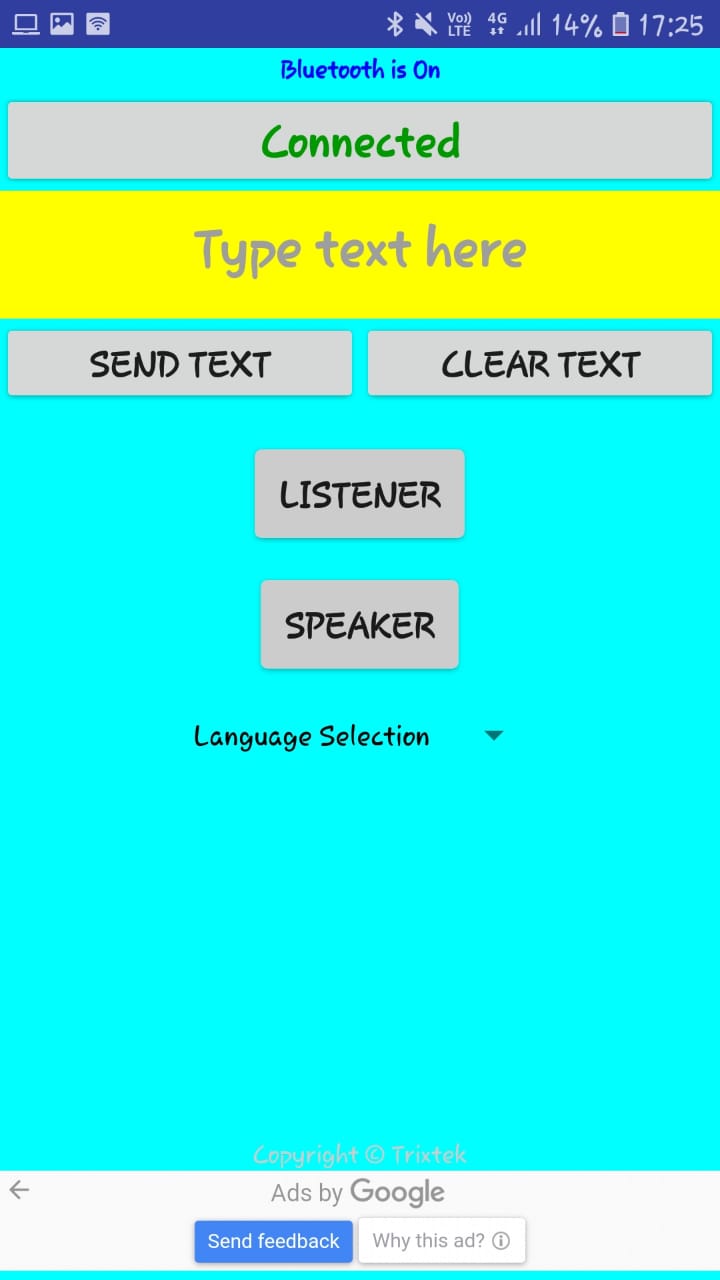 Vo)) LTE 4G 14% 17:25
Bluetooth is On
Connected
Type text here
SEND TEXT CLEAR TEXT
LISTENER
SPEAKER
Language Selection
Copyright © Trixtek
Ads by Google
Send feedback Why this ad?